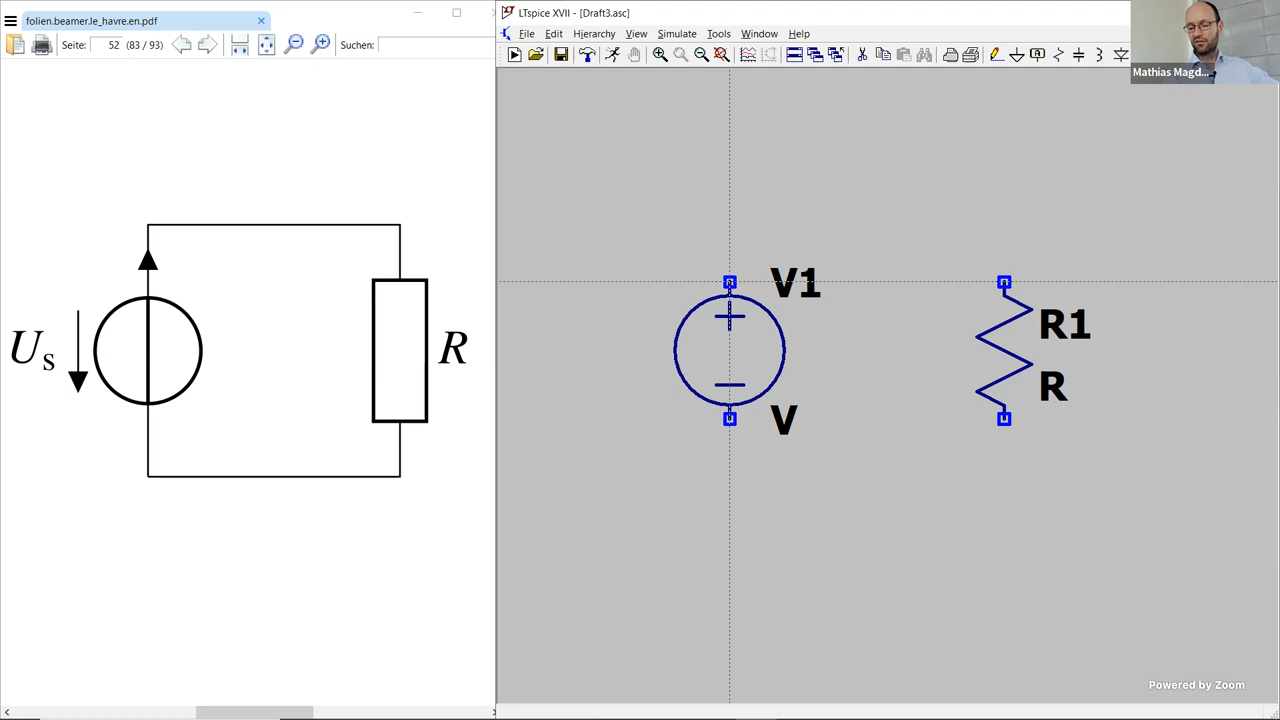 folien.beamer.le_havre.en.pdf
Seite: 52 (83 / 93) Suchen:
U_s
R
LTspice XVII - [Draft3.asc]
File Edit Hierarchy View Simulate Tools Window Help
V1
V
R1
R
Mathias Magd...
Powered by Zoom